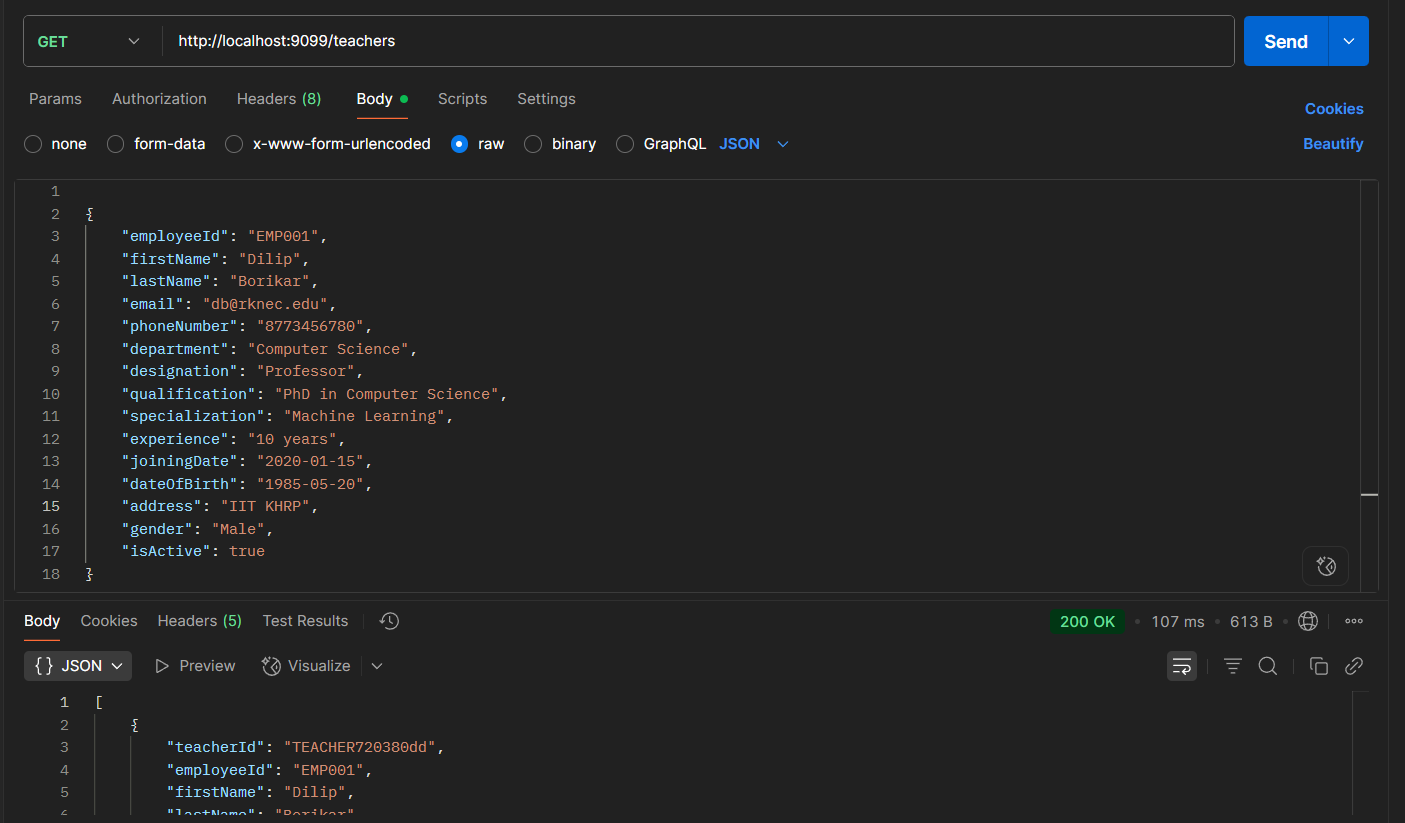 GET http://localhost:9099/teachers Send
Params Authorization Headers (8) Body Scripts Settings Cookies
none form-data x-www-form-urlencoded raw binary GraphQL JSON Beautify
1
2 {
3 "employeeId": "EMP001",
4 "firstName": "Dilip",
5 "lastName": "Borikar",
6 "email": "db@rknec.edu",
7 "phoneNumber": "8773456780",
8 "department": "Computer Science",
9 "designation": "Professor",
10 "qualification": "PhD in Computer Science",
11 "specialization": "Machine Learning",
12 "experience": "10 years",
13 "joiningDate": "2020-01-15",
14 "dateOfBirth": "1985-05-20",
15 "address": "IIT KHRP",
16 "gender": "Male",
17 "isActive": true
18 }
Body Cookies Headers (5) Test Results 200 OK • 107 ms • 613 B •
{} JSON Preview Visualize
1 [
2 {
3 "teacherId": "TEACHER720380dd",
4 "employeeId": "EMP001",
5 "firstName": "Dilip",
6 "lastName": "Borikar"